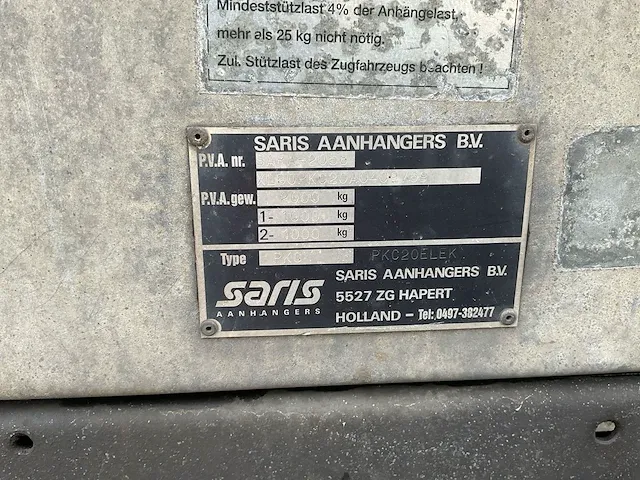 Mindeststützlast 4% der Anhängelast,
mehr als 25 kg nicht nötig.
Zul. Stützlast des Zugfahrzeugs beachten !
SARIS AANHANGERS B.V.
P.V.A. nr.
P.V.A. gew. kg
1- kg
2- kg
Type PKC20ELEK
saris
AANHANGERS
SARIS AANHANGERS B.V.
5527 ZG HAPERT
HOLLAND – Tel: 0497-382477